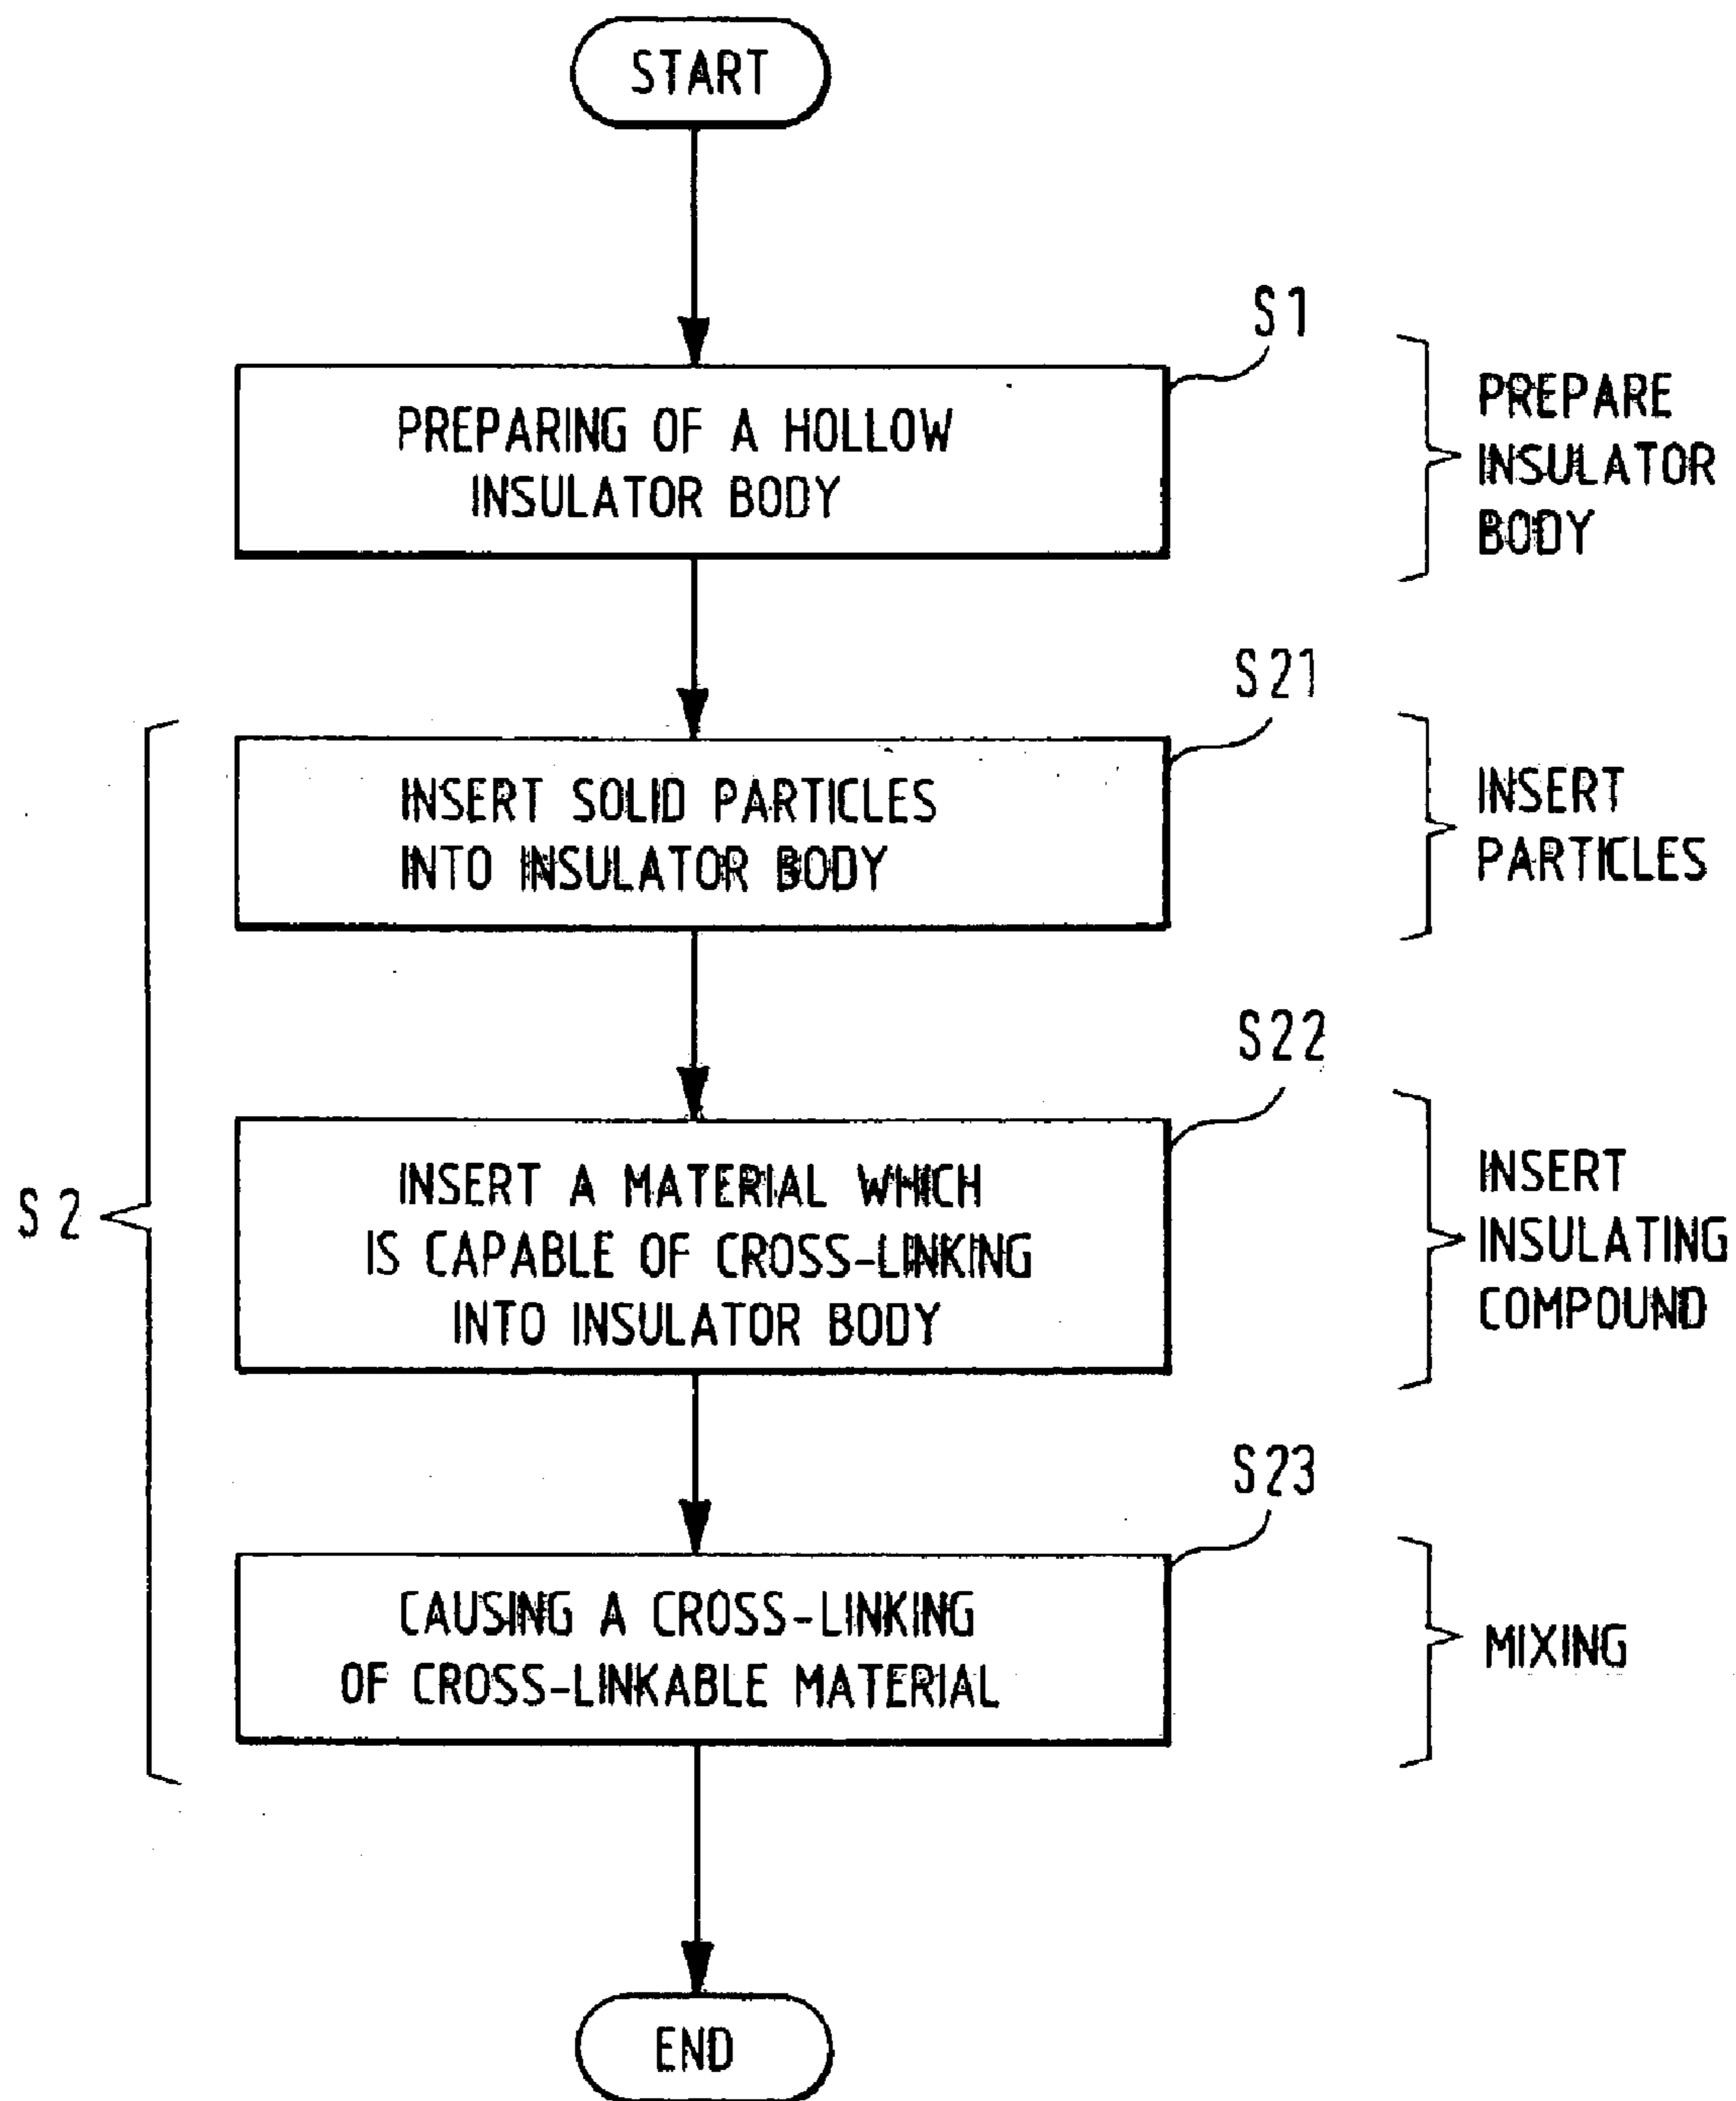 START
S1
PREPARING OF A HOLLOW
INSULATOR BODY
PREPARE
INSULATOR
BODY
S21
INSERT SOLID PARTICLES
INTO INSULATOR BODY
INSERT
PARTICLES
S2
S22
INSERT A MATERIAL WHICH
IS CAPABLE OF CROSS-LINKING
INTO INSULATOR BODY
INSERT
INSULATING
COMPOUND
S23
CAUSING A CROSS-LINKING
OF CROSS-LINKABLE MATERIAL
MIXING
END